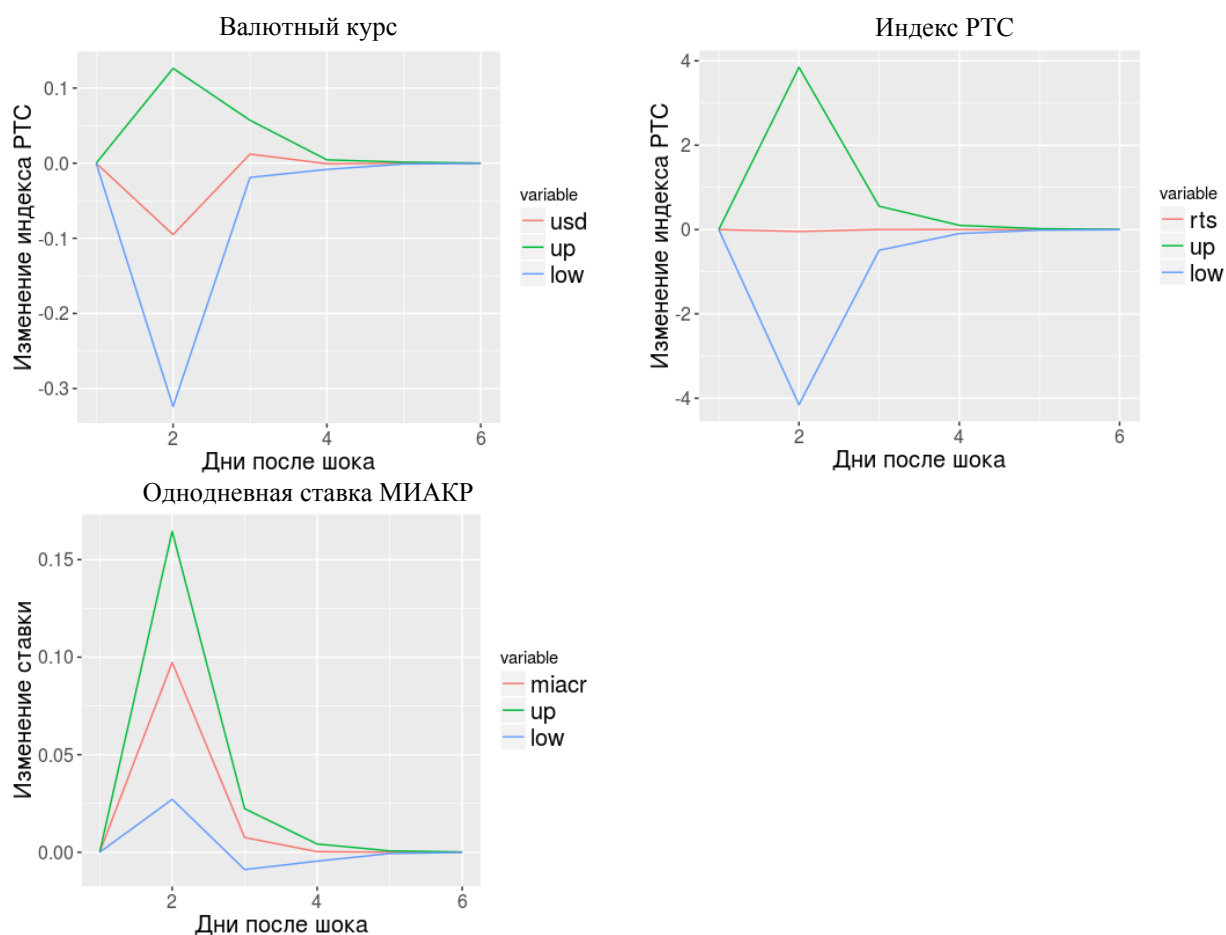 Валютный курс
Изменение индекса РТС
0.1
0.0
-0.1
-0.2
-0.3
2
4
6
Дни после шока
variable
usd
up
low
Индекс РТС
Изменение индекса РТС
4
2
0
-2
-4
2
4
6
Дни после шока
variable
rts
up
low
Однодневная ставка МИАКР
Изменение ставки
0.15
0.10
0.05
0.00
2
4
6
Дни после шока
variable
miacr
up
low